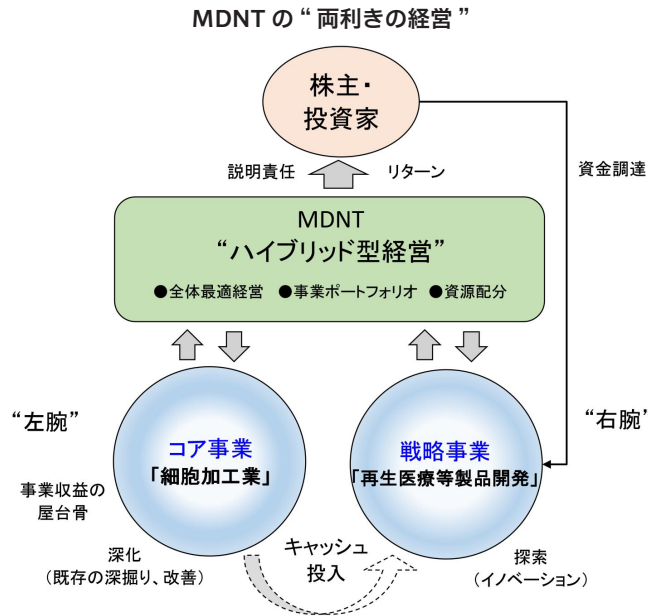 MDNT の “ 両利きの経営 ”
株主・
投資家
説明責任 リターン
資金調達
MDNT
“ハイブリッド型経営”
●全体最適経営 ●事業ポートフォリオ ●資源配分
“左腕”
“右腕”
コア事業
「細胞加工業」
戦略事業
「再生医療等製品開発」
事業収益の
屋台骨
深化
（既存の深掘り、改善）
キャッシュ
投入
探索
（イノベーション）